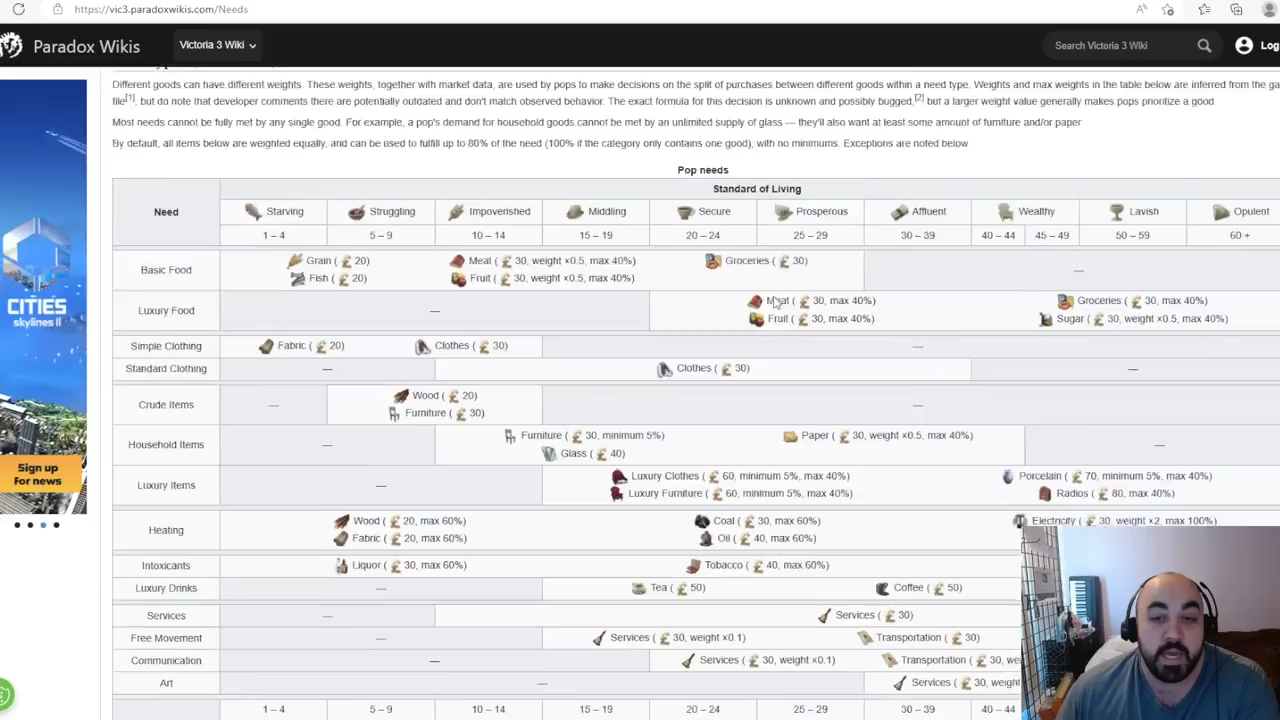 https://vic3.paradoxwikis.com/Needs
Paradox Wikis
Victoria 3 Wiki
Search Victoria 3 Wiki
Log
Different goods can have different weights. These weights, together with market data, are used by pops to make decisions on the split of purchases between different goods within a need type. Weights and max weights in the table below are inferred from the ga
file[1], but do note that developer comments there are potentially outdated and don't match observed behavior. The exact formula for this decision is unknown and possibly bugged,[2] but a larger weight value generally makes pops prioritize a good.
Most needs cannot be fully met by any single good. For example, a pop's demand for household goods cannot be met by an unlimited supply of glass — they'll also want at least some amount of furniture and/or paper
By default, all items below are weighted equally, and can be used to fulfill up to 80% of the need (100% if the category only contains one good), with no minimums. Exceptions are noted below
Pop needs
Need
Standard of Living
Starving
Struggling
Impoverished
Middling
Secure
Prosperous
Affluent
Wealthy
Lavish
Opulent
1 – 4
5 – 9
10 – 14
15 – 19
20 – 24
25 – 29
30 – 39
40 – 44
45 – 49
50 – 59
60 +
Basic Food
Grain (£ 20)
Meat (£ 30, weight ×0.5, max 40%)
Groceries (£ 30)
—
Fish (£ 20)
Fruit (£ 30, weight ×0.5, max 40%)
Luxury Food
—
Meat (£ 30, max 40%)
Groceries (£ 30, max 40%)
Fruit (£ 30, max 40%)
Sugar (£ 30, weight ×0.5, max 40%)
Simple Clothing
Fabric (£ 20)
Clothes (£ 30)
—
Standard Clothing
—
Clothes (£ 30)
—
Crude Items
—
Wood (£ 20)
Furniture (£ 30)
—
Household Items
—
Furniture (£ 30, minimum 5%)
Paper (£ 30, weight ×0.5, max 40%)
Glass (£ 40)
—
Luxury Items
—
Luxury Clothes (£ 60, minimum 5%, max 40%)
Porcelain (£ 70, minimum 5%, max 40%)
Luxury Furniture (£ 60, minimum 5%, max 40%)
Radios (£ 80, max 40%)
Heating
Wood (£ 20, max 60%)
Coal (£ 30, max 60%)
Electricity (£ 30, weight ×2, max 100%)
Fabric (£ 20, max 60%)
Oil (£ 40, max 60%)
Intoxicants
Liquor (£ 30, max 60%)
Tobacco (£ 40, max 60%)
Luxury Drinks
—
Tea (£ 50)
Coffee (£ 50)
Services
—
Services (£ 30)
Free Movement
—
Services (£ 30, weight ×0.1)
Transportation (£ 30)
Communication
—
Services (£ 30, weight ×0.1)
Transportation (£ 30, we
Art
—
Services (£ 30, weight
1 – 4
5 – 9
10 – 14
15 – 19
20 – 24
25 – 29
30 – 39
40 – 44
CITIES
skylines II
Sign up
For news